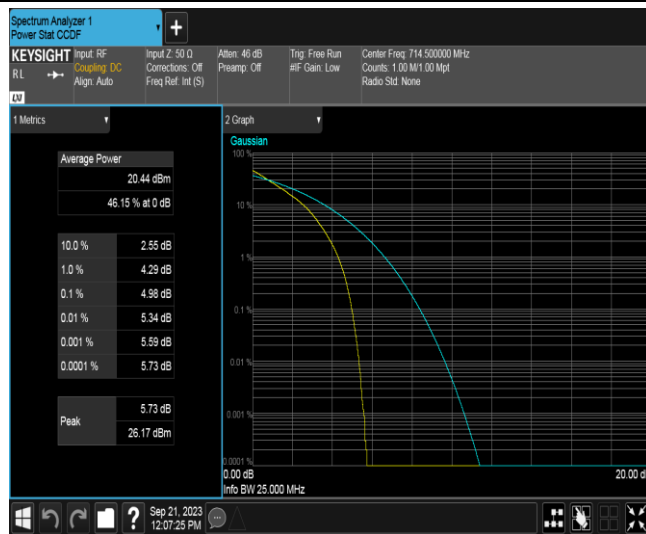 Spectrum Analyzer 1
Power Stat CCDF
+
KEYSIGHT
RL
LXI
Input: RF
Coupling: DC
Align: Auto
Input Z: 50 Ω
Corrections: Off
Freq Ref: Int (S)
Atten: 46 dB
Preamp: Off
Trig: Free Run
#IF Gain: Low
Center Freq: 714.500000 MHz
Counts: 1.00 M/1.00 Mpt
Radio Std: None
1 Metrics
Average Power
20.44 dBm
46.15 % at 0 dB
10.0 % 2.55 dB
1.0 % 4.29 dB
0.1 % 4.98 dB
0.01 % 5.34 dB
0.001 % 5.59 dB
0.0001 % 5.73 dB
Peak
5.73 dB
26.17 dBm
2 Graph
Gaussian
100 %
10 %
1 %
0.1 %
0.01 %
0.001 %
0.0001 %
0.00 dB
20.00 d
Info BW 25.000 MHz
?
Sep 21, 2023
12:07:25 PM